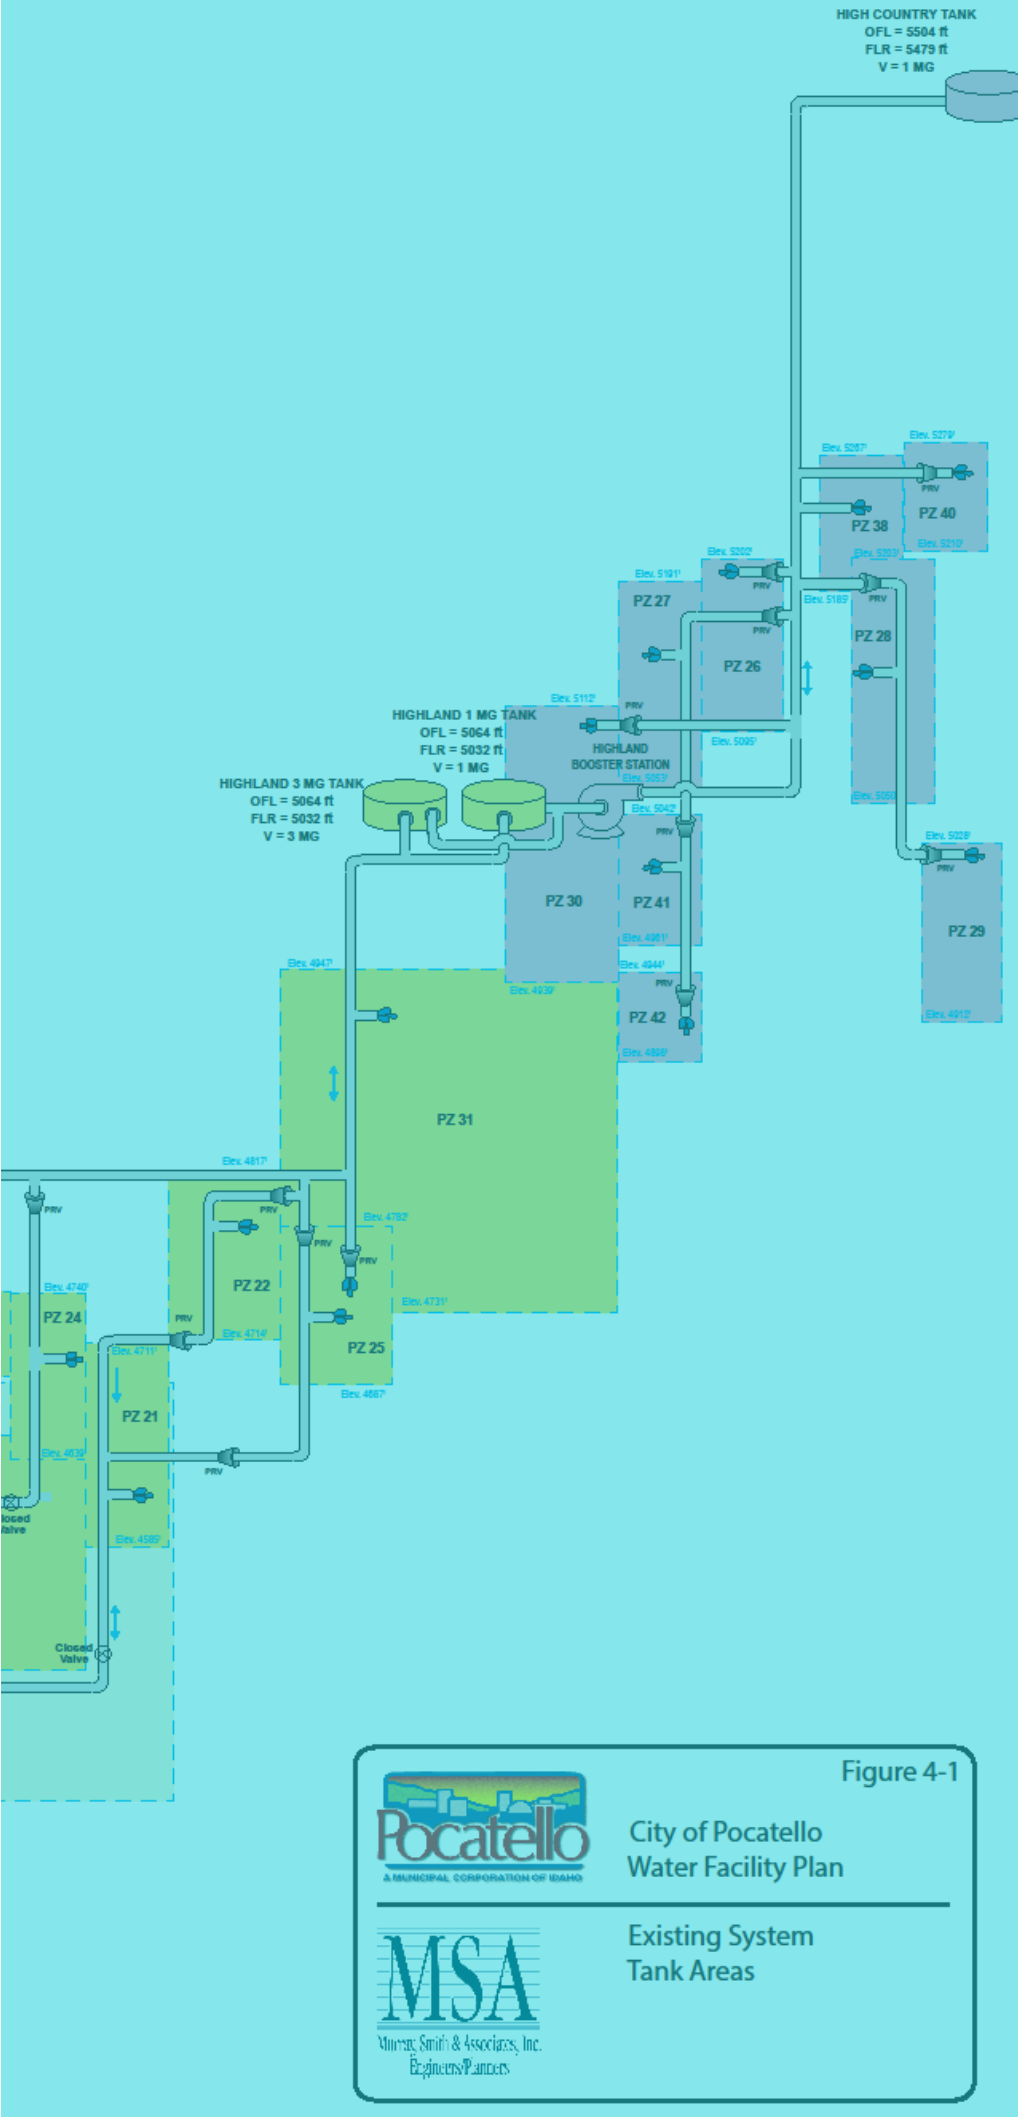 HIGH COUNTRY TANK
OFL = 5504 ft
FLR = 5479 ft
V = 1 MG
Elev. 5279'
Elev. 5267'
PRV
PZ 40
PZ 38
Elev. 5210'
Elev. 5202'
Elev. 5203'
Elev. 5191'
PRV
PRV
Elev. 5185'
PZ 27
PRV
PZ 28
PZ 26
Elev. 5112'
PRV
HIGHLAND 1 MG TANK
OFL = 5064 ft
FLR = 5032 ft
V = 1 MG
Elev. 5095'
HIGHLAND
BOOSTER STATION
Elev. 5053'
HIGHLAND 3 MG TANK
OFL = 5064 ft
FLR = 5032 ft
V = 3 MG
Elev. 5050'
Elev. 5042'
PRV
Elev. 5028'
PRV
PZ 30
PZ 41
PZ 29
Elev. 4961'
Elev. 4947'
Elev. 4944'
PRV
Elev. 4939'
PZ 42
Elev. 4912'
Elev. 4896'
PZ 31
Elev. 4817'
PRV
PRV
Elev. 4782'
PRV
PRV
PZ 22
Elev. 4740'
Elev. 4731'
PZ 24
PRV
Elev. 4714'
Elev. 4711'
PZ 25
Elev. 4687'
PZ 21
Elev. 4639'
PRV
losed
Valve
Elev. 4585'
Closed
Valve
Figure 4-1
Pocatello
A MUNICIPAL CORPORATION OF IDAHO
City of Pocatello
Water Facility Plan
Existing System
Tank Areas
MSA
Murray, Smith & Associates, Inc.
Engineers/Planners